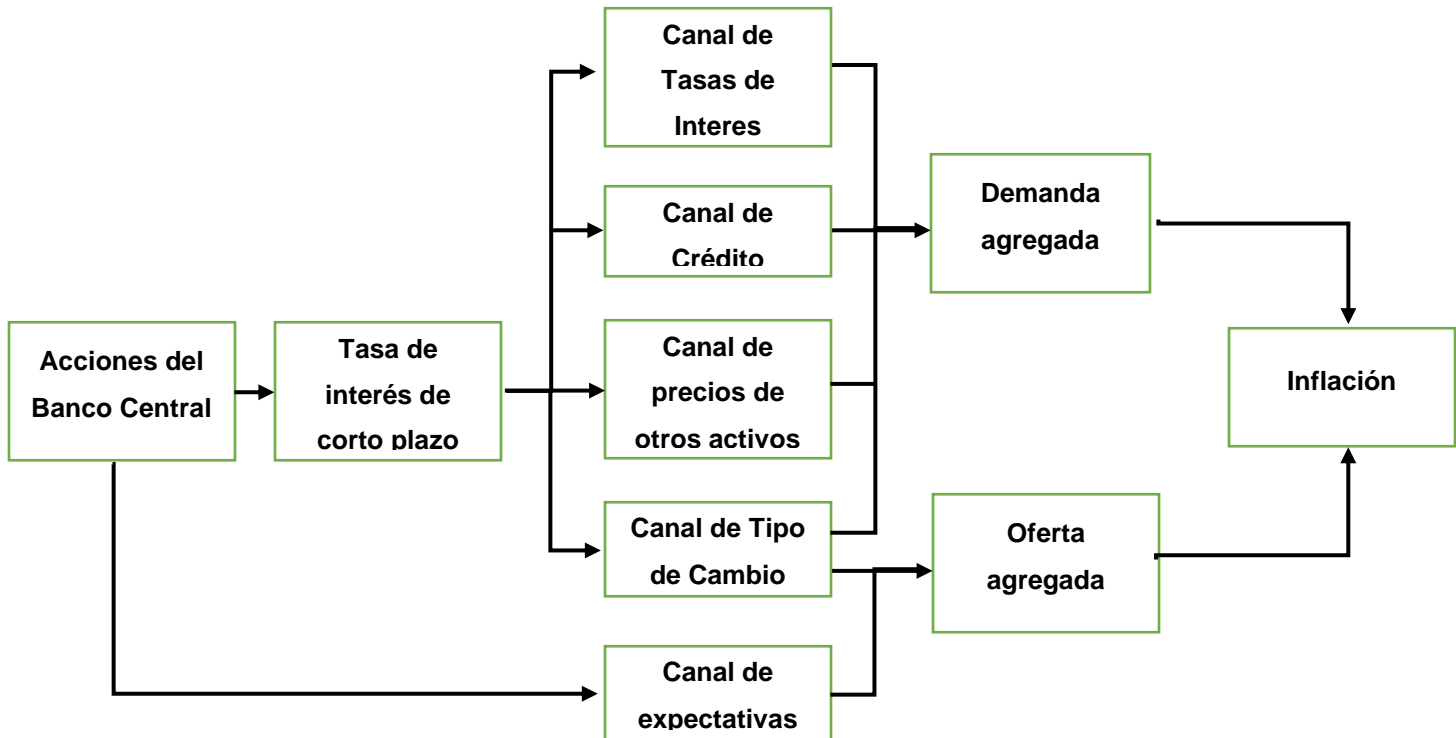 Canal de
Tasas de
Interes
Canal de
Crédito
Demanda
agregada
Acciones del
Banco Central
Tasa de
interés de
corto plazo
Canal de
precios de
otros activos
Inflación
Canal de Tipo
de Cambio
Oferta
agregada
Canal de
expectativas